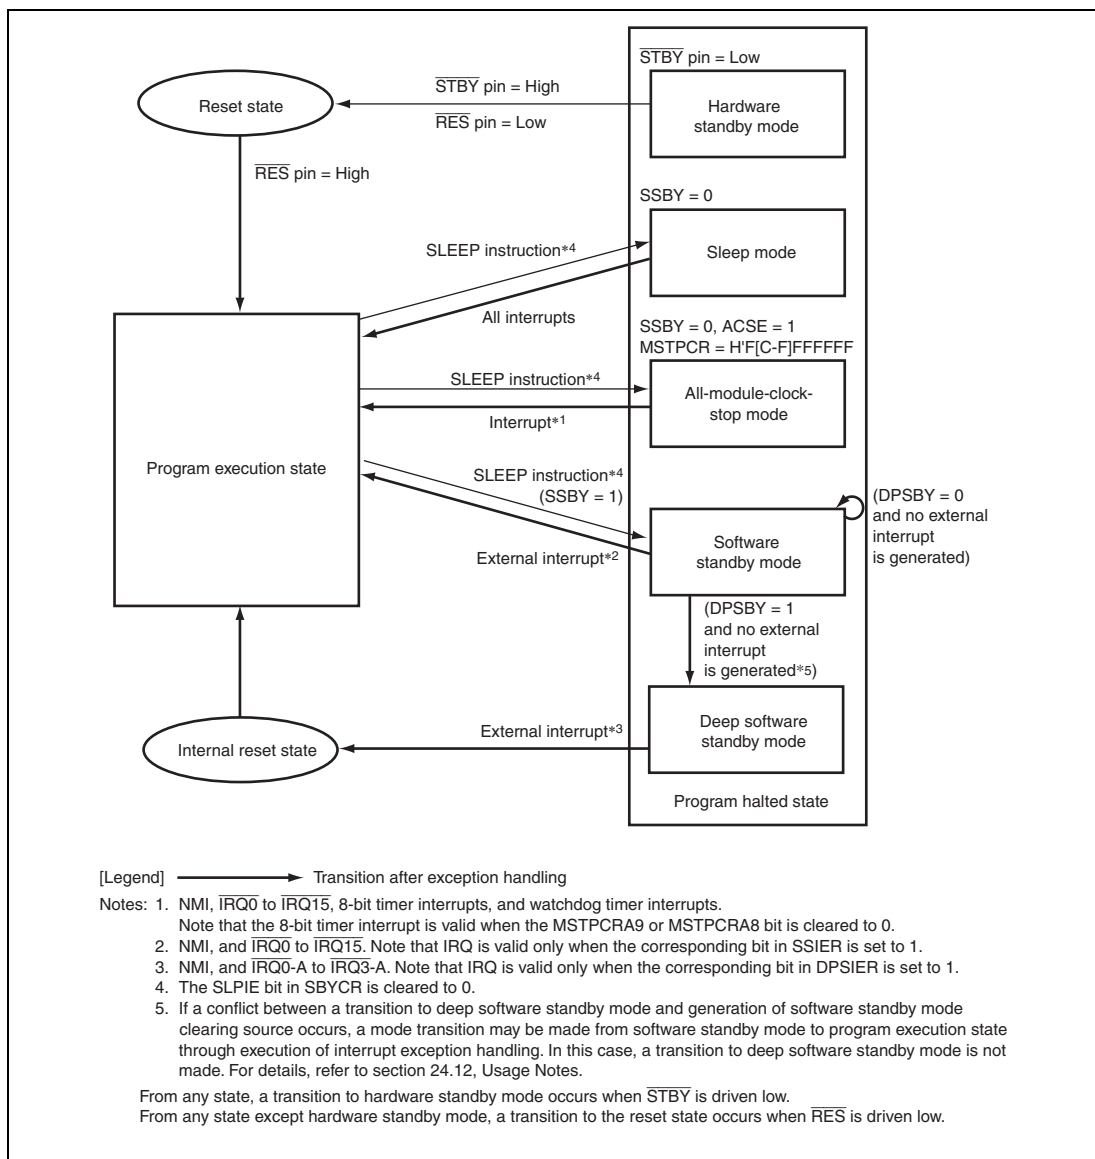 STBY pin = Low
Hardware
standby mode
STBY pin = High
RES pin = Low
Reset state
RES pin = High
SSBY = 0
Sleep mode
SLEEP instruction*4
All interrupts
SSBY = 0, ACSE = 1
MSTPCR = H'F[C-F]FFFFFF
All-module-clock-
stop mode
SLEEP instruction*4
Interrupt*1
Program execution state
SLEEP instruction*4
(SSBY = 1)
External interrupt*2
Software
standby mode
(DPSBY = 0
and no external
interrupt
is generated)
(DPSBY = 1
and no external
interrupt
is generated*5)
Deep software
standby mode
External interrupt*3
Internal reset state
Program halted state
[Legend] Transition after exception handling
Notes: 1. NMI, IRQ0 to IRQ15, 8-bit timer interrupts, and watchdog timer interrupts.
Note that the 8-bit timer interrupt is valid when the MSTPCRA9 or MSTPCRA8 bit is cleared to 0.
2. NMI, and IRQ0 to IRQ15. Note that IRQ is valid only when the corresponding bit in SSIER is set to 1.
3. NMI, and IRQ0-A to IRQ3-A. Note that IRQ is valid only when the corresponding bit in DPSIER is set to 1.
4. The SLPIE bit in SBYCR is cleared to 0.
5. If a conflict between a transition to deep software standby mode and generation of software standby mode
clearing source occurs, a mode transition may be made from software standby mode to program execution state
through execution of interrupt exception handling. In this case, a transition to deep software standby mode is not
made. For details, refer to section 24.12, Usage Notes.
From any state, a transition to hardware standby mode occurs when STBY is driven low.
From any state except hardware standby mode, a transition to the reset state occurs when RES is driven low.